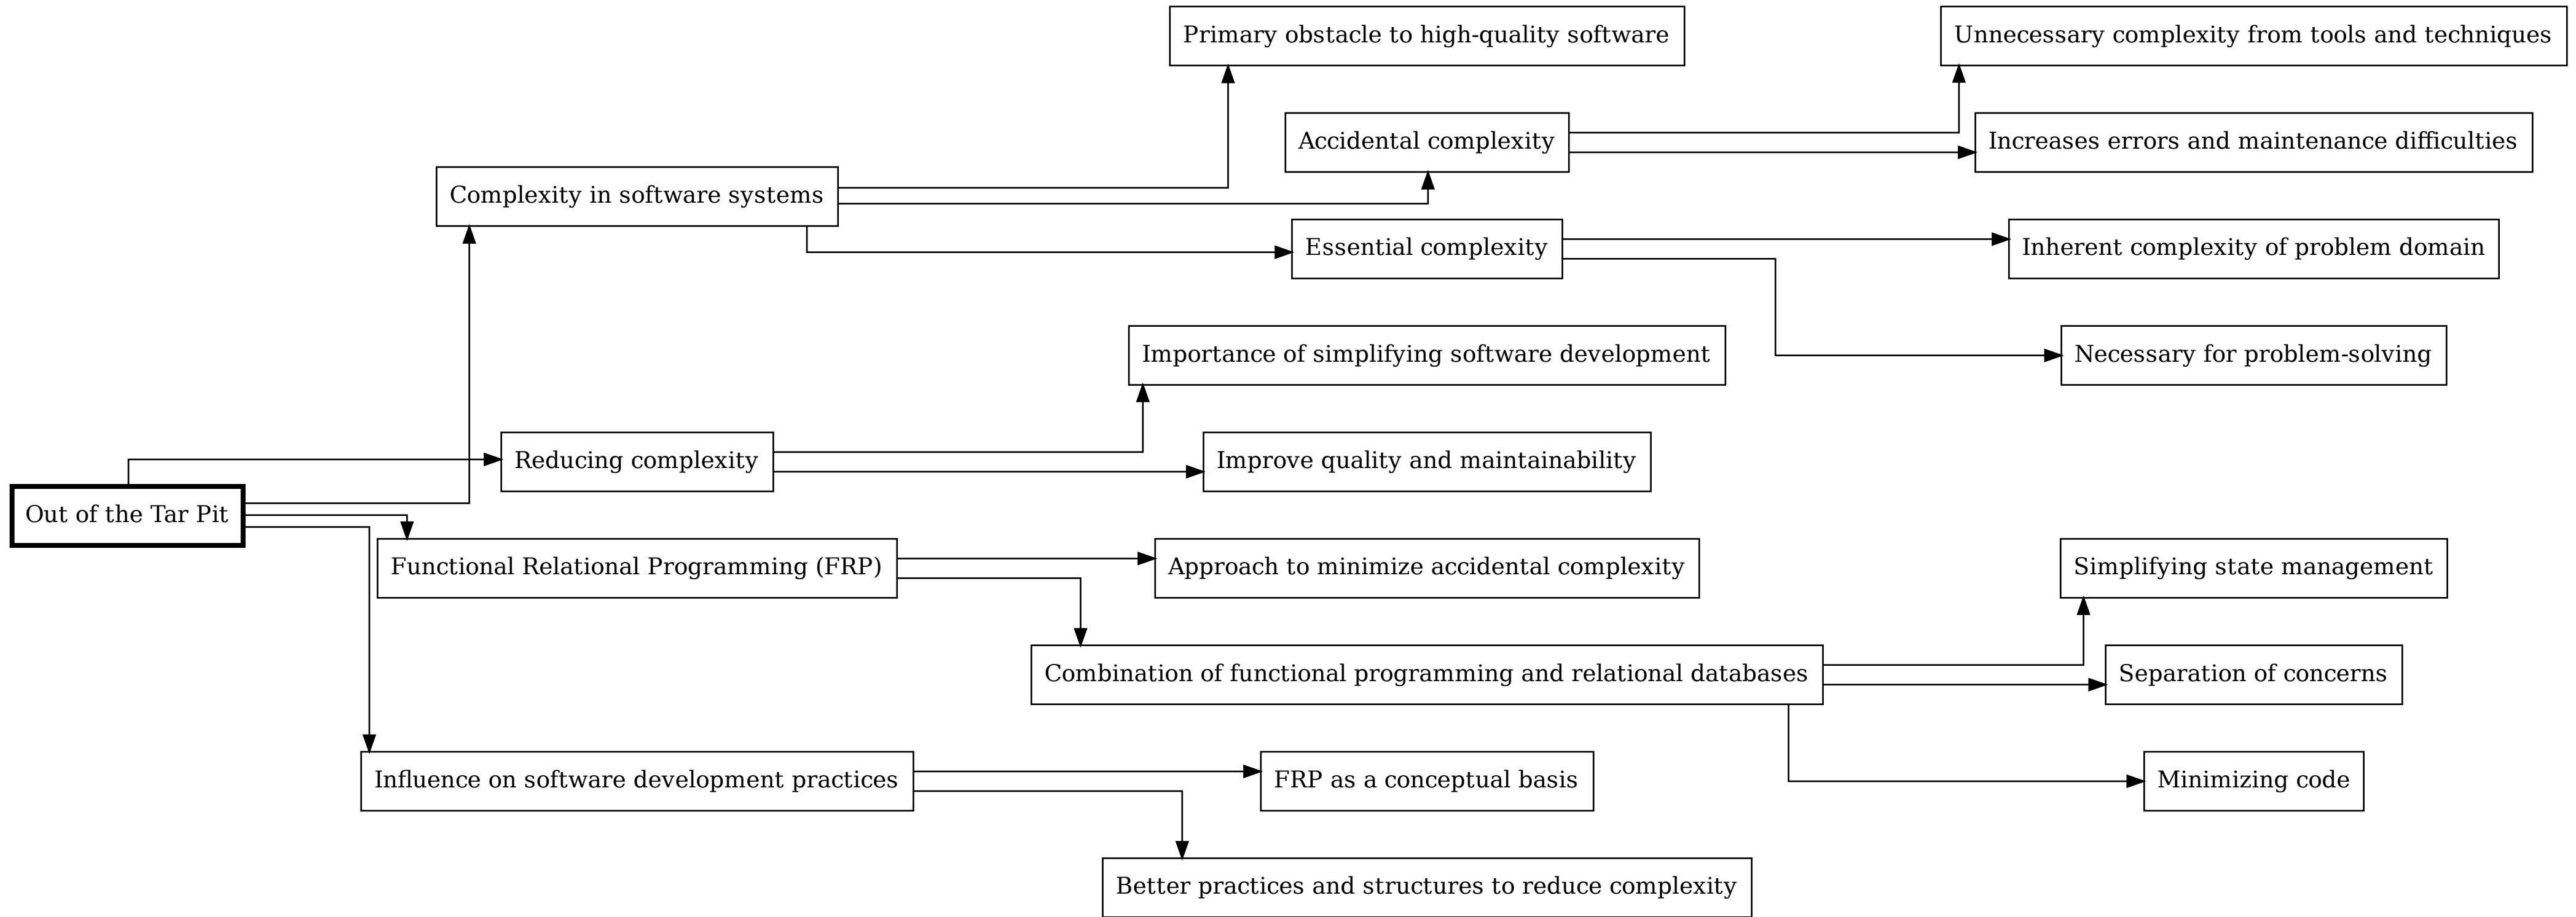 Out of the Tar Pit
Complexity in software systems
Primary obstacle to high-quality software
Accidental complexity
Unnecessary complexity from tools and techniques
Increases errors and maintenance difficulties
Essential complexity
Inherent complexity of problem domain
Necessary for problem-solving
Reducing complexity
Importance of simplifying software development
Improve quality and maintainability
Functional Relational Programming (FRP)
Approach to minimize accidental complexity
Combination of functional programming and relational databases
Simplifying state management
Separation of concerns
Minimizing code
Influence on software development practices
FRP as a conceptual basis
Better practices and structures to reduce complexity